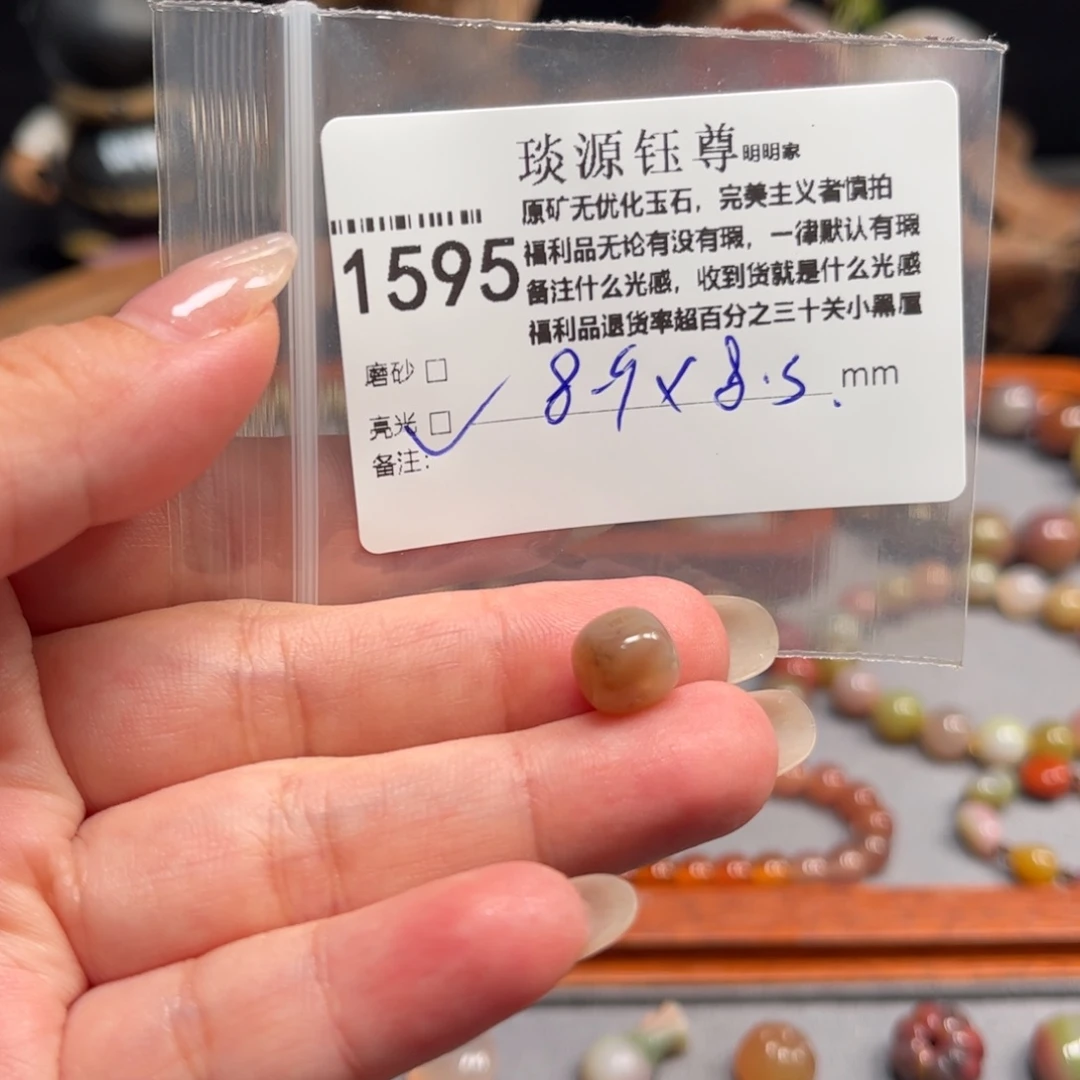 琰源钰尊明明家
原矿无优化玉石，完美主义者慎拍
1595
福利品无论有没有瑕，一律默认有瑕
备注什么光感，收到货就是什么光感
福利品退货率超百分之三十关小黑屋
磨砂 □
亮光 □ ✓ 8.9 x 8.5 mm
备注：